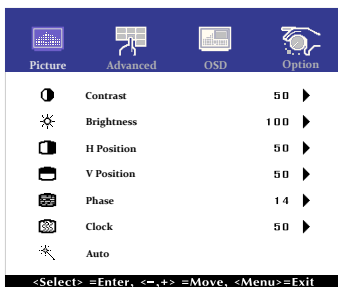 Picture Advanced OSD Option
Contrast 50
Brightness 100
H Position 50
V Position 50
Phase 14
Clock 50
Auto
<Select> =Enter, <−,+> =Move, <Menu>=Exit